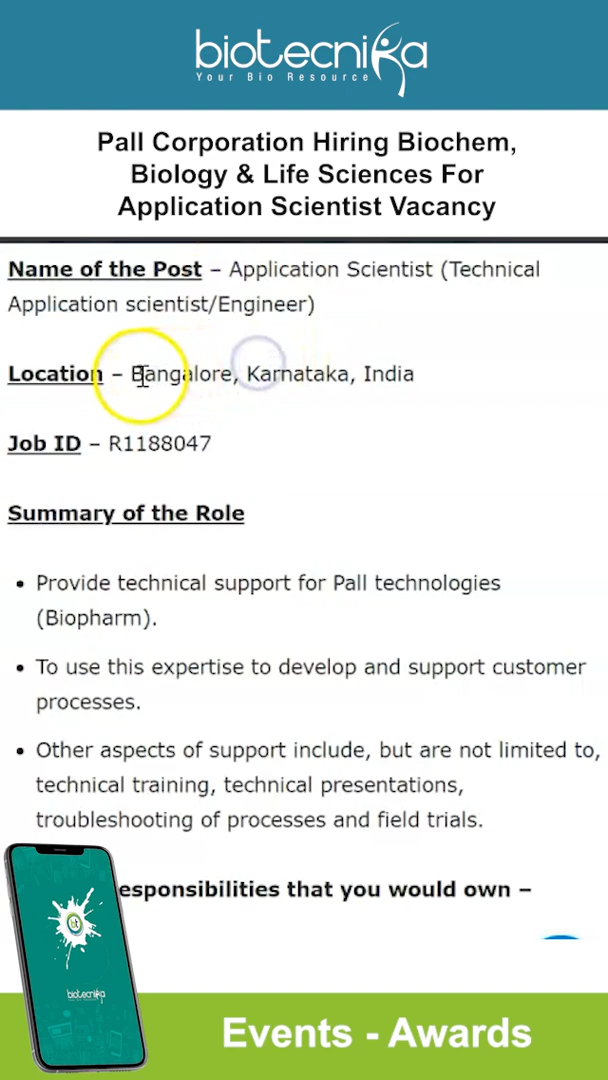 biotecnika
Your Bio Resource
Pall Corporation Hiring Biochem,
Biology & Life Sciences For
Application Scientist Vacancy
Name of the Post – Application Scientist (Technical
Application scientist/Engineer)
Location – Bangalore, Karnataka, India
Job ID – R1188047
Summary of the Role
• Provide technical support for Pall technologies
(Biopharm).
• To use this expertise to develop and support customer
processes.
• Other aspects of support include, but are not limited to,
technical training, technical presentations,
troubleshooting of processes and field trials.
esponsibilities that you would own –
bt
biotecnika
Events - Awards